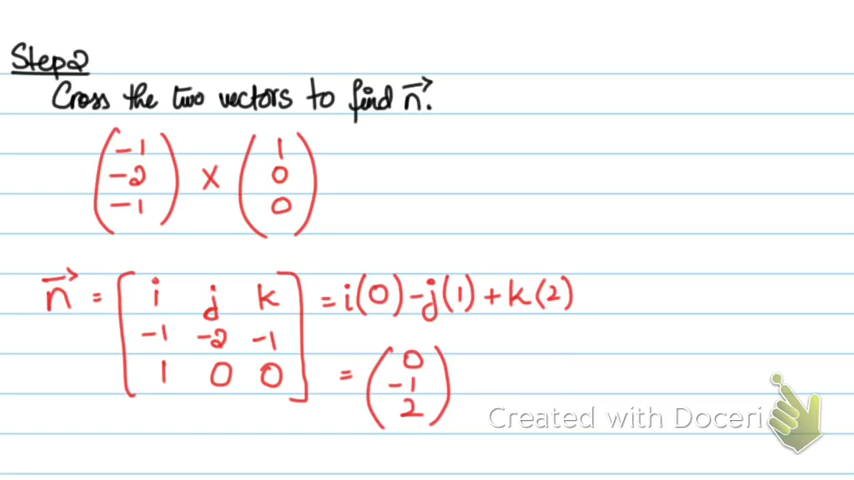 Step2
Cross the two vectors to find n⃗.
(-1 -2 -1) × (1 0 0)
n⃗ = [i j k = i(0) - j(1) + k(2)
-1 -2 -1
1 0 0] = (0 -1 2)
Created with Doceri